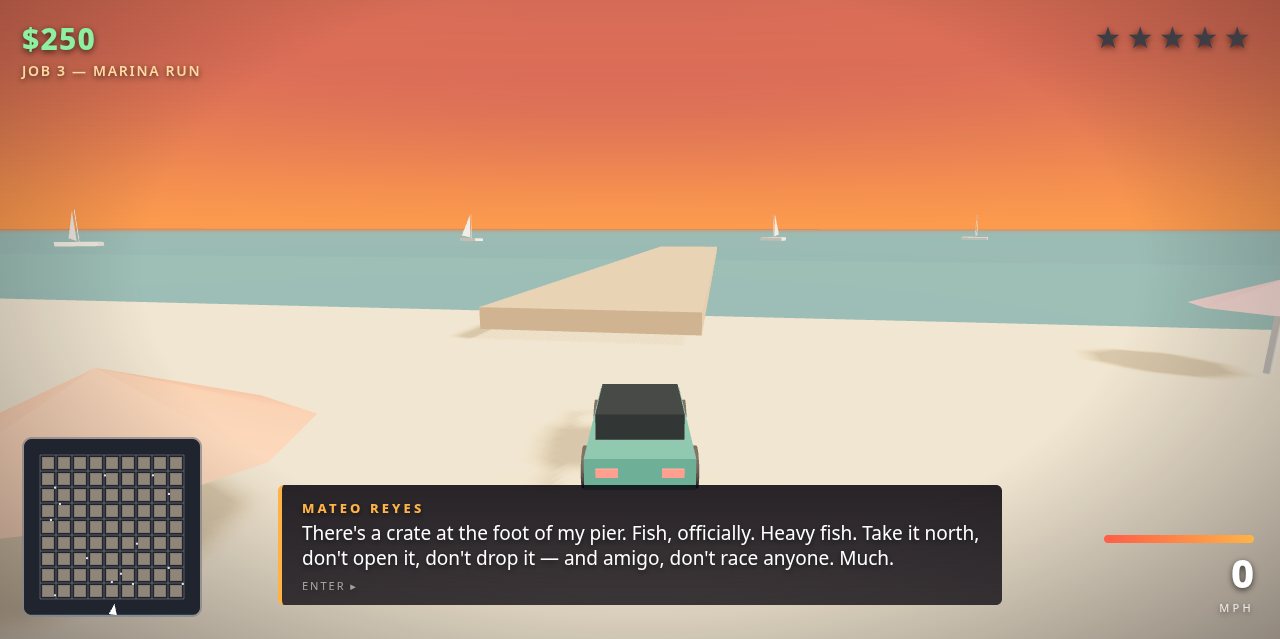 $250
JOB 3 — MARINA RUN
MATEO REYES
There's a crate at the foot of my pier. Fish, officially. Heavy fish. Take it north,
don't open it, don't drop it — and amigo, don't race anyone. Much.
ENTER ▸
0
MPH